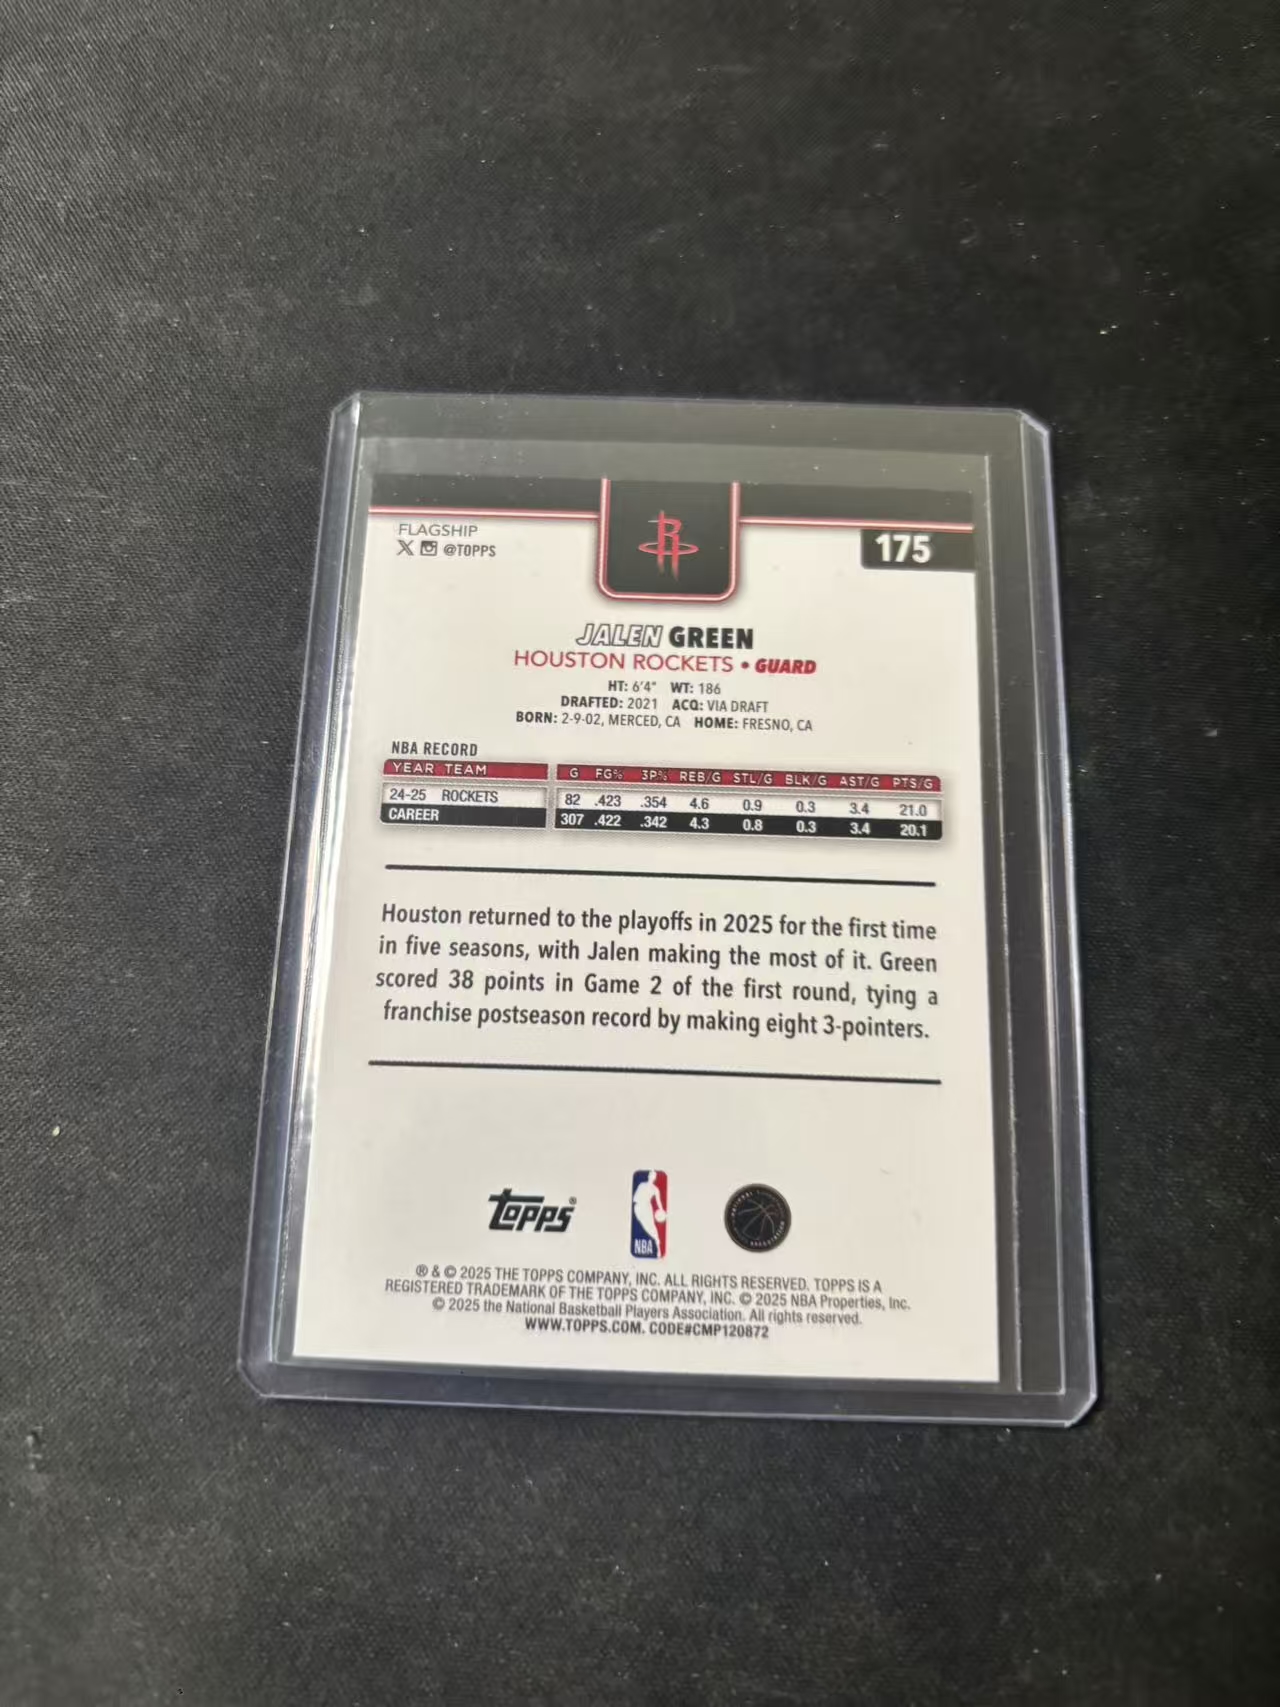 FLAGSHIP
@TOPPS
175
JALEN GREEN
HOUSTON ROCKETS • GUARD
HT: 6'4" WT: 186
DRAFTED: 2021 ACQ: VIA DRAFT
BORN: 2-9-02, MERCED, CA HOME: FRESNO, CA
NBA RECORD
YEAR TEAM G FG% 3P% REB/G STL/G BLK/G AST/G PTS/G
24-25 ROCKETS 82 .423 .354 4.6 0.9 0.3 3.4 21.0
CAREER 307 .422 .342 4.3 0.8 0.3 3.4 20.1
Houston returned to the playoffs in 2025 for the first time
in five seasons, with Jalen making the most of it. Green
scored 38 points in Game 2 of the first round, tying a
franchise postseason record by making eight 3-pointers.
topps®
NBA
® & © 2025 THE TOPPS COMPANY, INC. ALL RIGHTS RESERVED. TOPPS IS A
REGISTERED TRADEMARK OF THE TOPPS COMPANY, INC. © 2025 NBA Properties, Inc.
© 2025 the National Basketball Players Association. All rights reserved.
WWW.TOPPS.COM. CODE#CMP120872